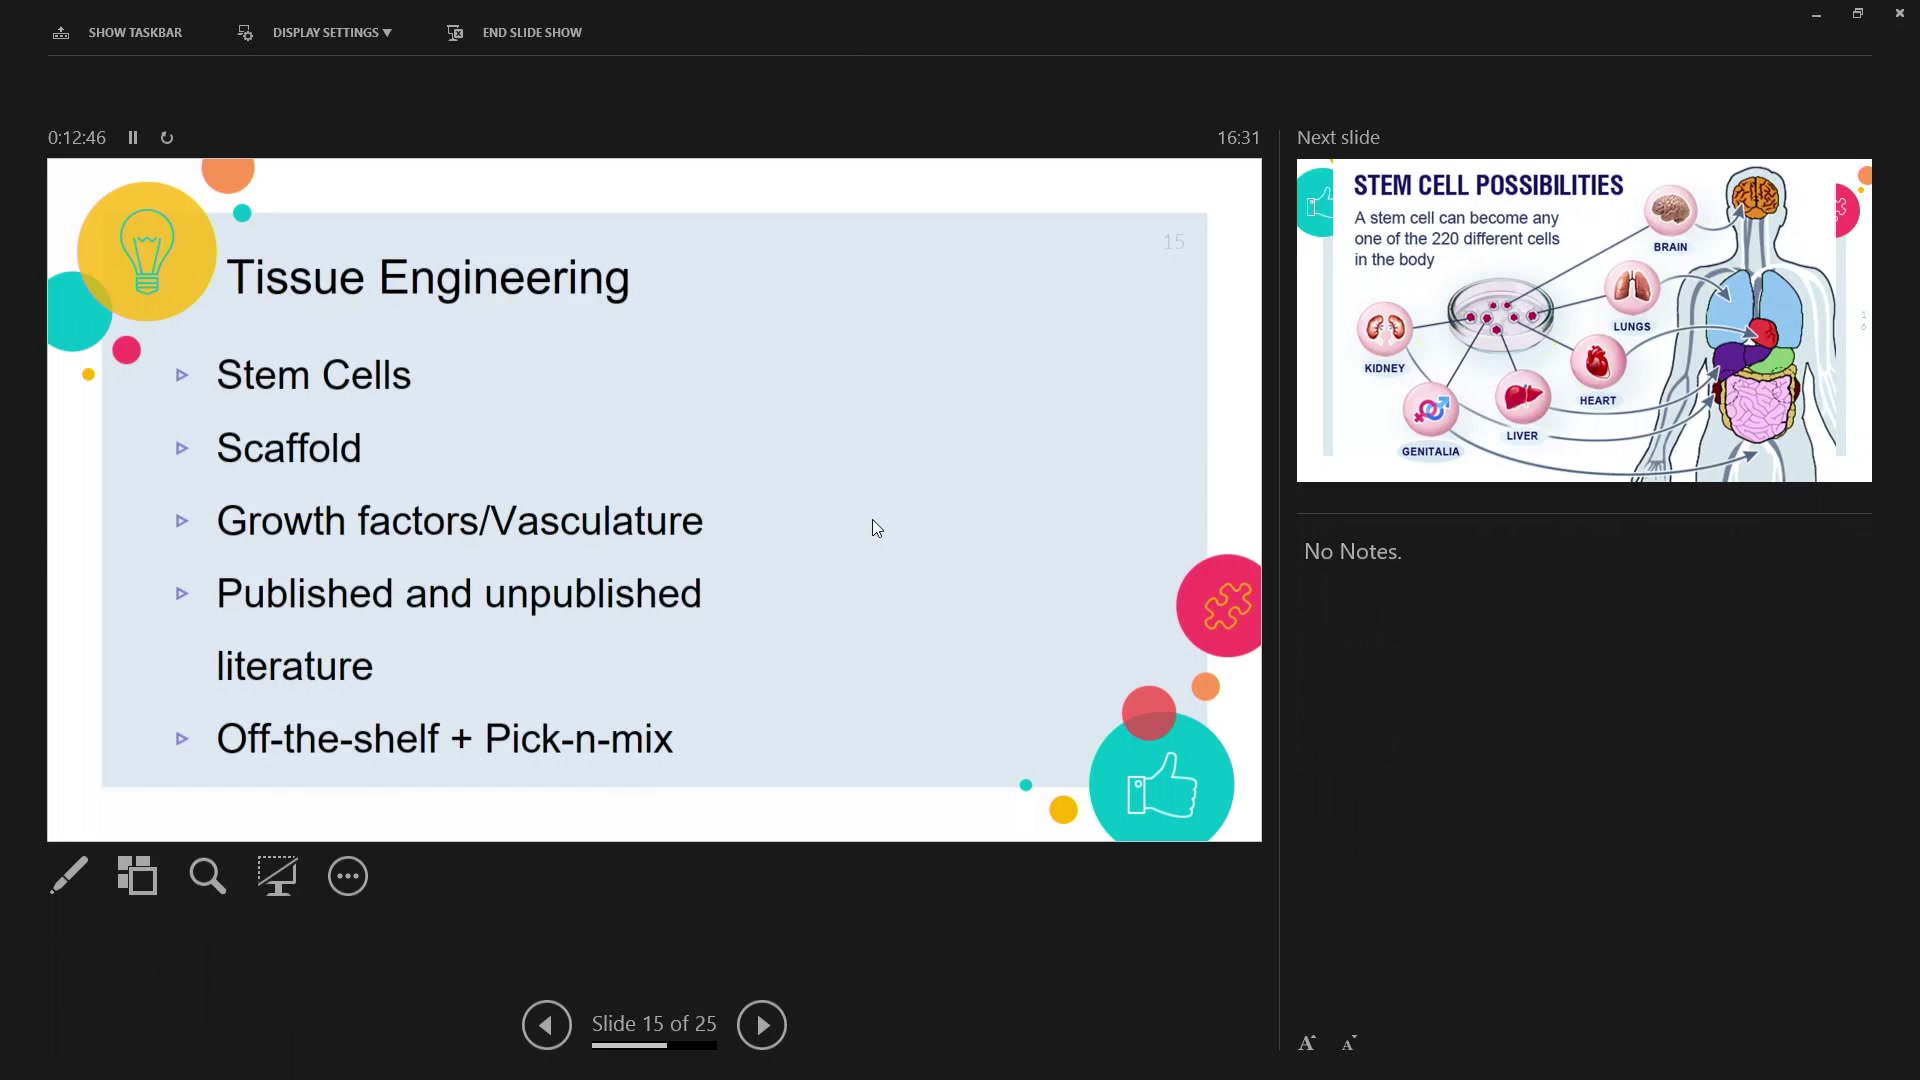 SHOW TASKBAR
DISPLAY SETTINGS ▼
END SLIDE SHOW
0:12:46
16:31
Next slide
15
Tissue Engineering
Stem Cells
Scaffold
Growth factors/Vasculature
Published and unpublished
literature
Off-the-shelf + Pick-n-mix
STEM CELL POSSIBILITIES
A stem cell can become any
one of the 220 different cells
in the body
BRAIN
LUNGS
KIDNEY
HEART
LIVER
GENITALIA
16
No Notes.
Slide 15 of 25
A A